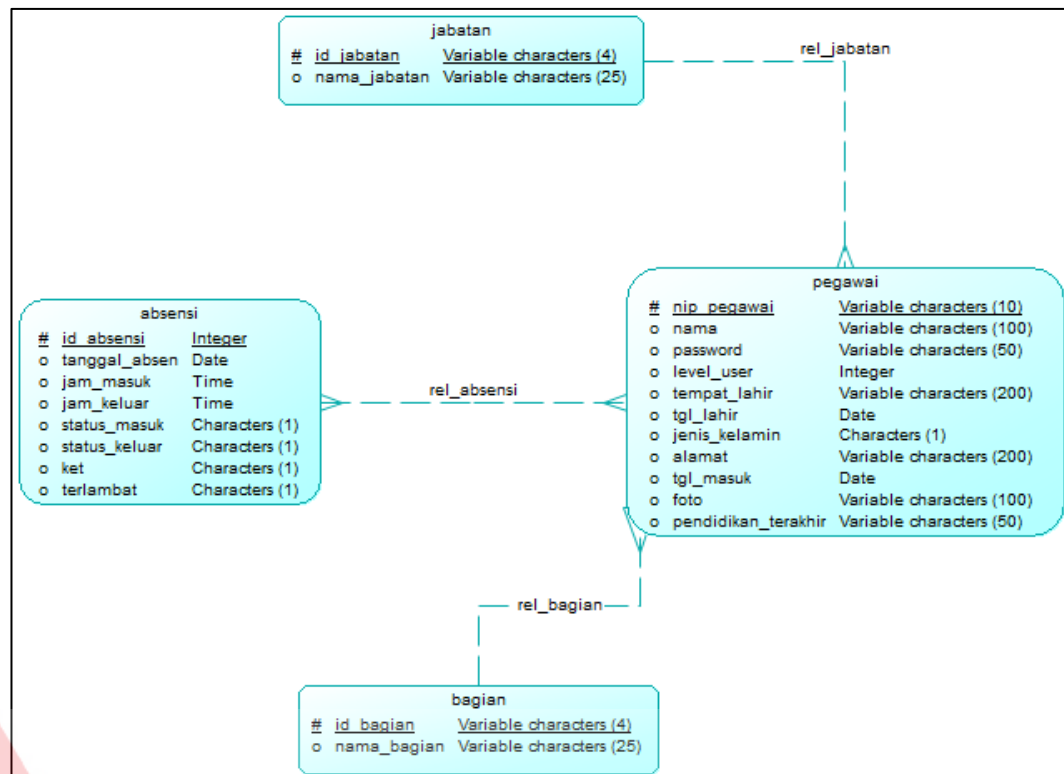 jabatan
# id_jabatan Variable characters (4)
o nama_jabatan Variable characters (25)
rel_jabatan
pegawai
# nip_pegawai Variable characters (10)
o nama Variable characters (100)
o password Variable characters (50)
o level_user Integer
o tempat_lahir Variable characters (200)
o tgl_lahir Date
o jenis_kelamin Characters (1)
o alamat Variable characters (200)
o tgl_masuk Date
o foto Variable characters (100)
o pendidikan_terakhir Variable characters (50)
absensi
# id_absensi Integer
o tanggal_absen Date
o jam_masuk Time
o jam_keluar Time
o status_masuk Characters (1)
o status_keluar Characters (1)
o ket Characters (1)
o terlambat Characters (1)
rel_absensi
rel_bagian
bagian
# id_bagian Variable characters (4)
o nama_bagian Variable characters (25)